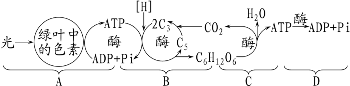 [H] H₂O
光 绿叶中的色素 ATP 酶 ADP+Pi 2C₃ 酶 C₅ CO₂ C₆H₁₂O₆ 酶 ATP 酶 ADP+Pi
A B C D